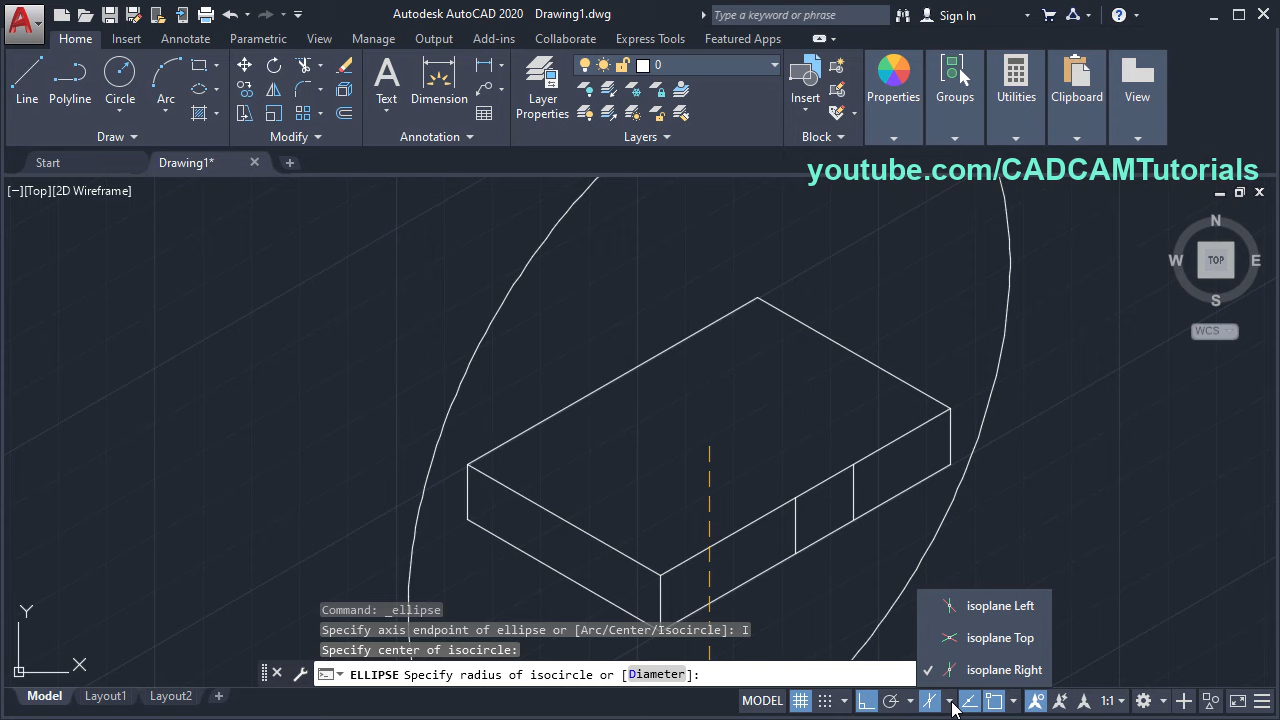 Autodesk AutoCAD 2020 Drawing1.dwg
Type a keyword or phrase
Sign In
Home Insert Annotate Parametric View Manage Output Add-ins Collaborate Express Tools Featured Apps
0
Line Polyline Circle Arc Text Dimension Layer Properties Insert Properties Groups Utilities Clipboard View
Draw Modify Annotation Layers Block
Start Drawing1*
youtube.com/CADCAMTutorials
[−][Top][2D Wireframe]
N
W TOP E
S
WCS
Y
X
Command: _ellipse
Specify axis endpoint of ellipse or [Arc/Center/Isocircle]: I
Specify center of isocircle:
ELLIPSE Specify radius of isocircle or [Diameter]:
isoplane Left
isoplane Top
isoplane Right
Model Layout1 Layout2
MODEL 1:1